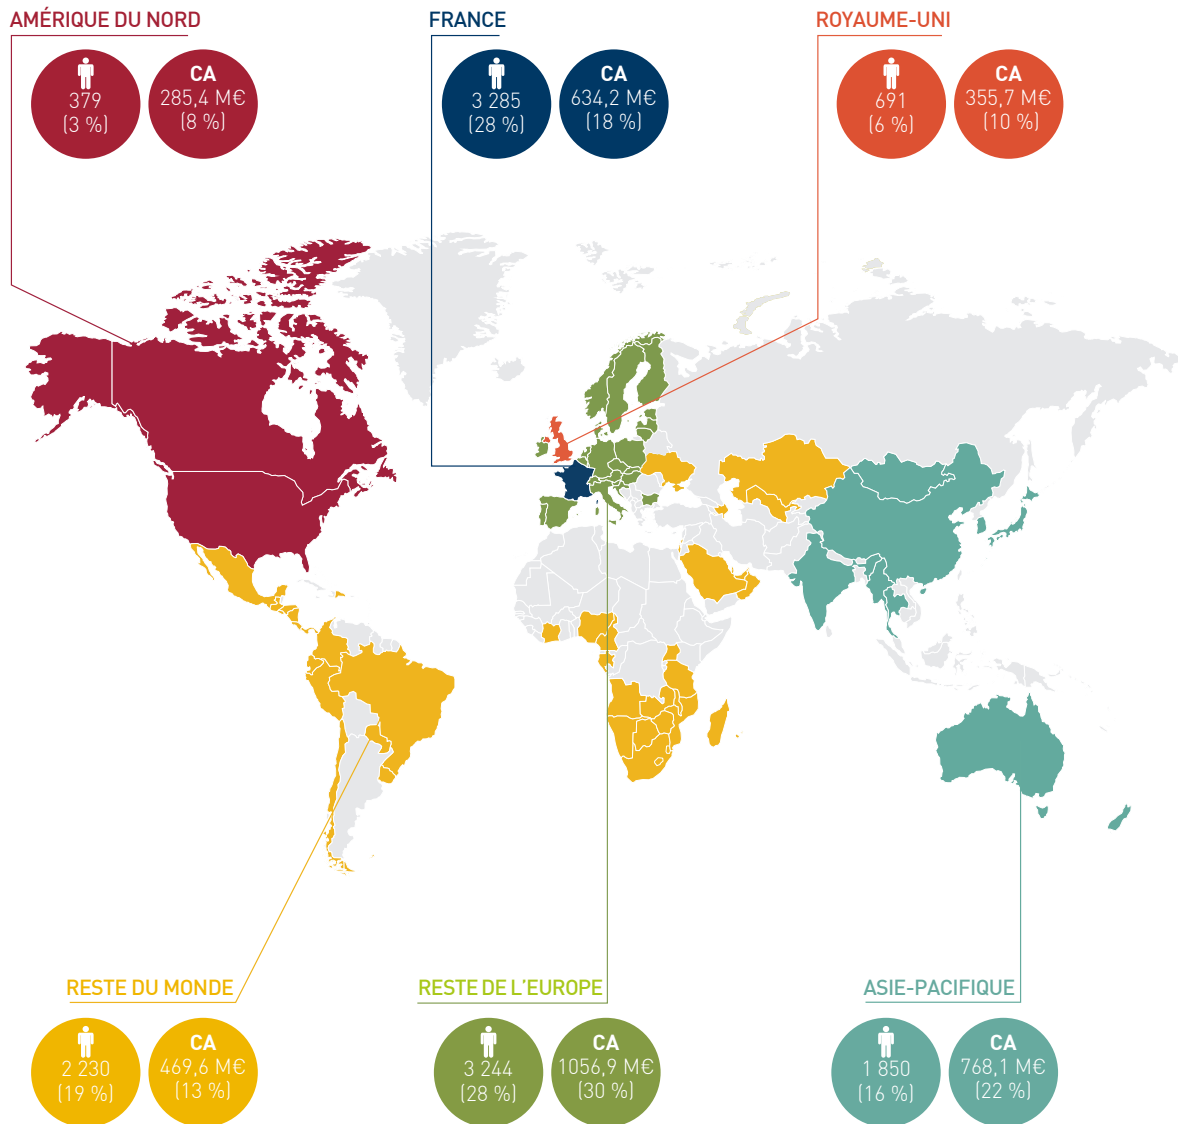 AMÉRIQUE DU NORD
379
(3 %)
CA
285,4 M€
(8 %)
FRANCE
3 285
(28 %)
CA
634,2 M€
(18 %)
ROYAUME-UNI
691
(6 %)
CA
355,7 M€
(10 %)
RESTE DU MONDE
2 230
(19 %)
CA
469,6 M€
(13 %)
RESTE DE L'EUROPE
3 244
(28 %)
CA
1056,9 M€
(30 %)
ASIE-PACIFIQUE
1 850
(16 %)
CA
768,1 M€
(22 %)